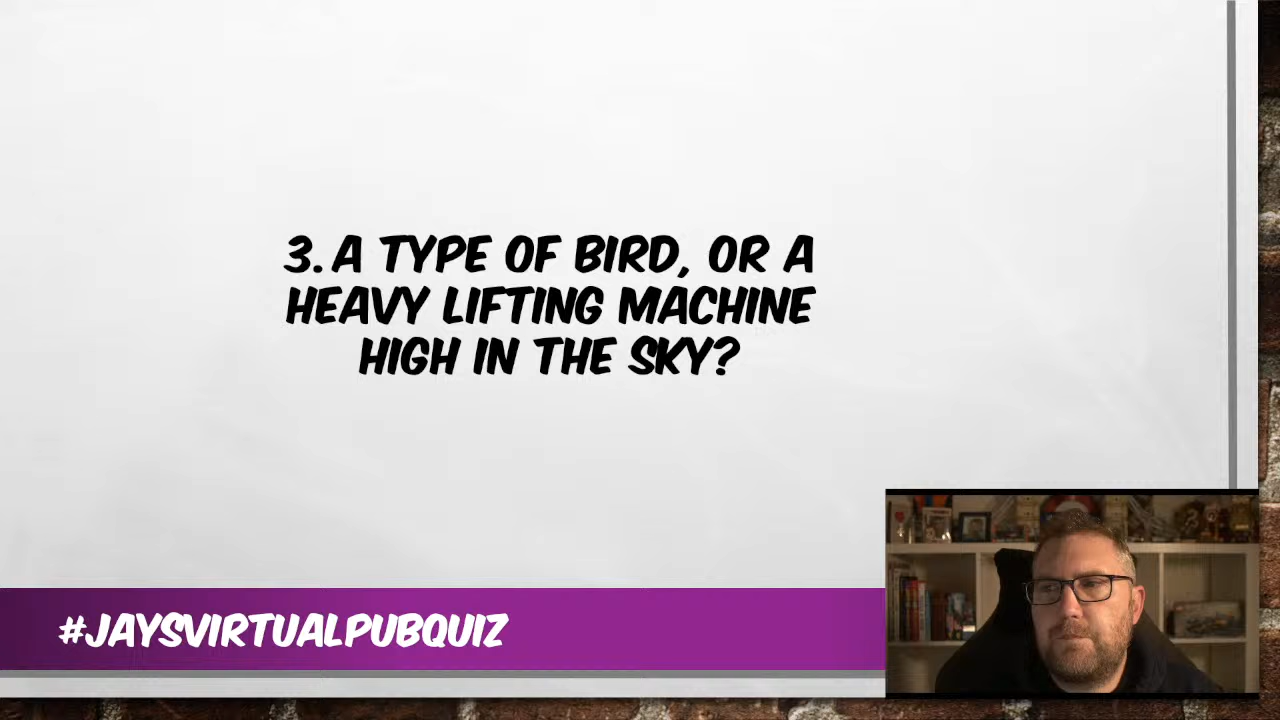 3. A TYPE OF BIRD, OR A
HEAVY LIFTING MACHINE
HIGH IN THE SKY?
#JAYSVIRTUALPUBQUIZ